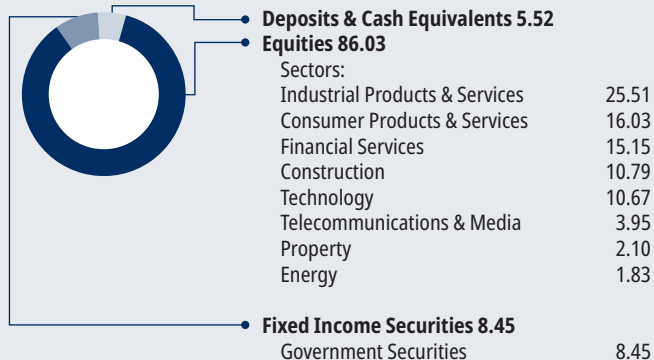 Deposits & Cash Equivalents 5.52
Equities 86.03
Sectors:
Industrial Products & Services 25.51
Consumer Products & Services 16.03
Financial Services 15.15
Construction 10.79
Technology 10.67
Telecommunications & Media 3.95
Property 2.10
Energy 1.83
Fixed Income Securities 8.45
Government Securities 8.45